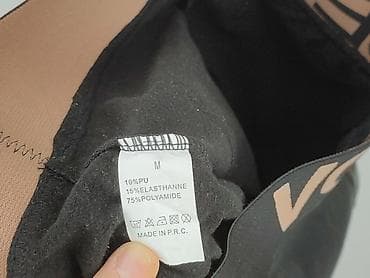 M
10%PU
15%ELASTHANNE
75%POLYAMIDE
MADE IN P.R.C.